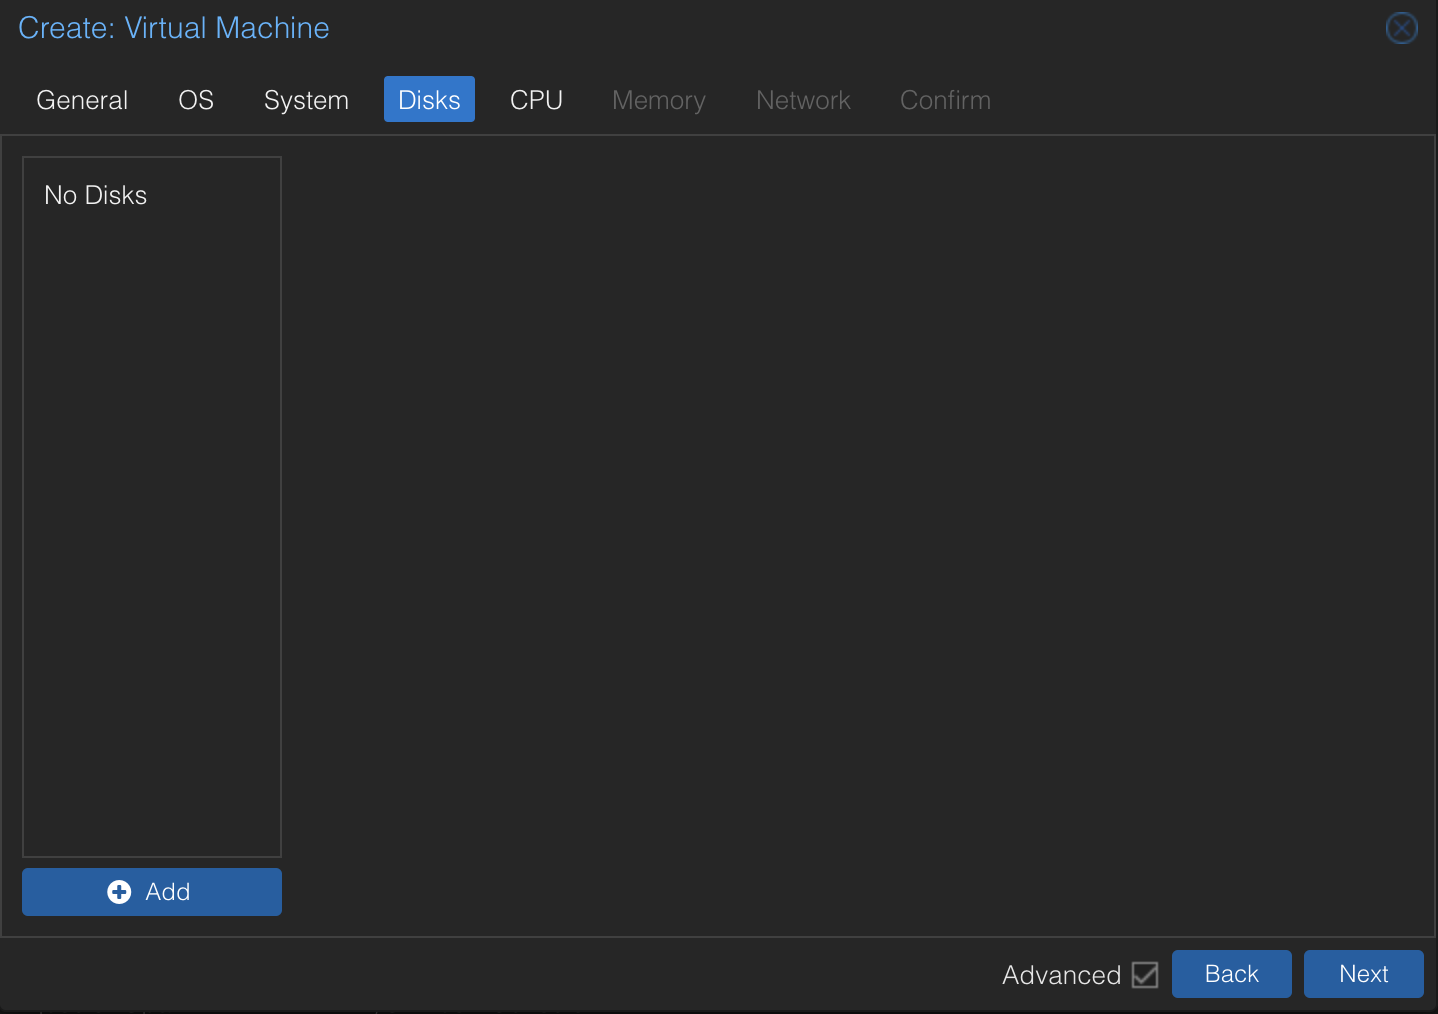 Create: Virtual Machine
General OS System Disks CPU Memory Network Confirm
No Disks
Add
Advanced Back Next